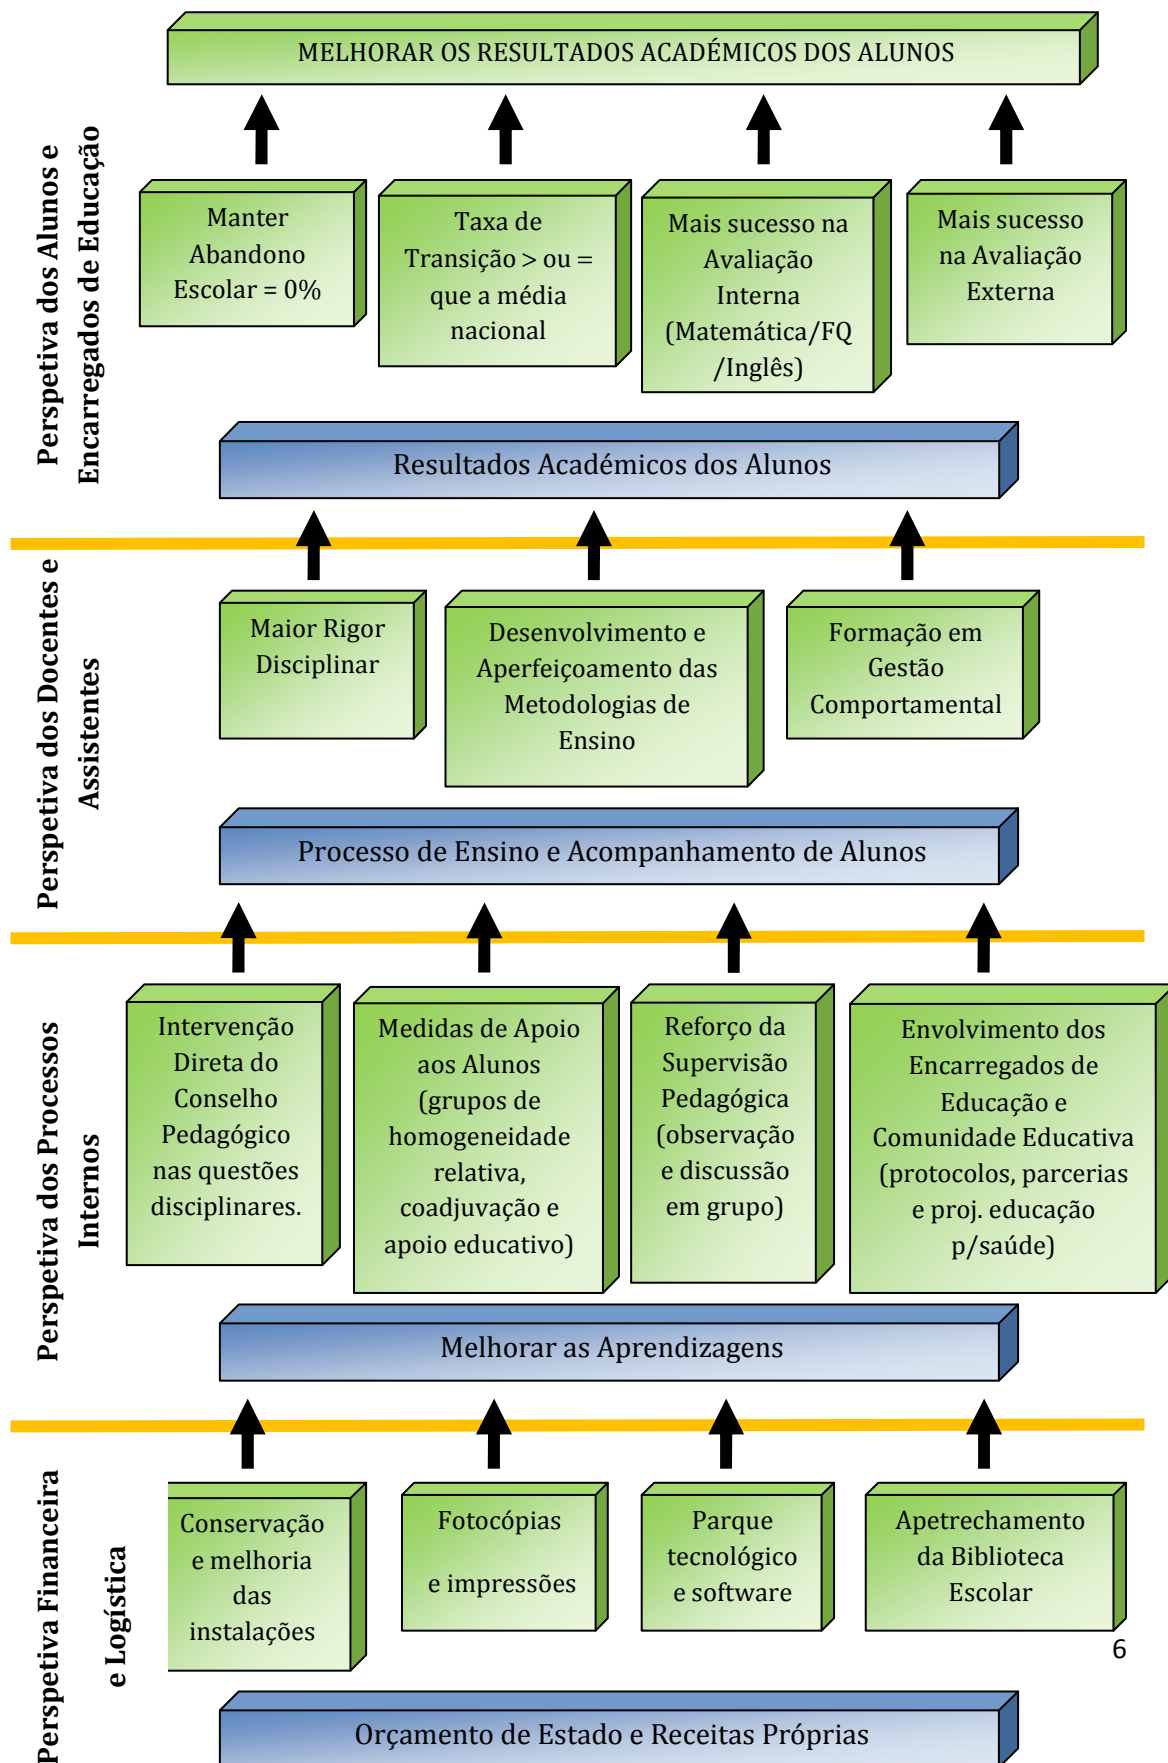 MELHORAR OS RESULTADOS ACADÉMICOS DOS ALUNOS
Perspetiva dos Alunos e
Encarregados de Educação
Manter
Abandono
Escolar = 0%
Taxa de
Transição > ou =
que a média
nacional
Mais sucesso na
Avaliação
Interna
(Matemática/FQ
/Inglês)
Mais sucesso
na Avaliação
Externa
Resultados Académicos dos Alunos
Perspetiva dos Docentes e
Assistentes
Maior Rigor
Disciplinar
Desenvolvimento e
Aperfeiçoamento das
Metodologias de
Ensino
Formação em
Gestão
Comportamental
Processo de Ensino e Acompanhamento de Alunos
Perspetiva dos Processos
Internos
Intervenção
Direta do
Conselho
Pedagógico
nas questões
disciplinares.
Medidas de Apoio
aos Alunos
(grupos de
homogeneidade
relativa,
coadjuvação e
apoio educativo)
Reforço da
Supervisão
Pedagógica
(observação
e discussão
em grupo)
Envolvimento dos
Encarregados de
Educação e
Comunidade Educativa
(protocolos, parcerias
e proj. educação
p/saúde)
Melhorar as Aprendizagens
Perspetiva Financeira
e Logística
Conservação
e melhoria
das
instalações
Fotocópias
e impressões
Parque
tecnológico
e software
Apetrechamento
da Biblioteca
Escolar
6
Orçamento de Estado e Receitas Próprias